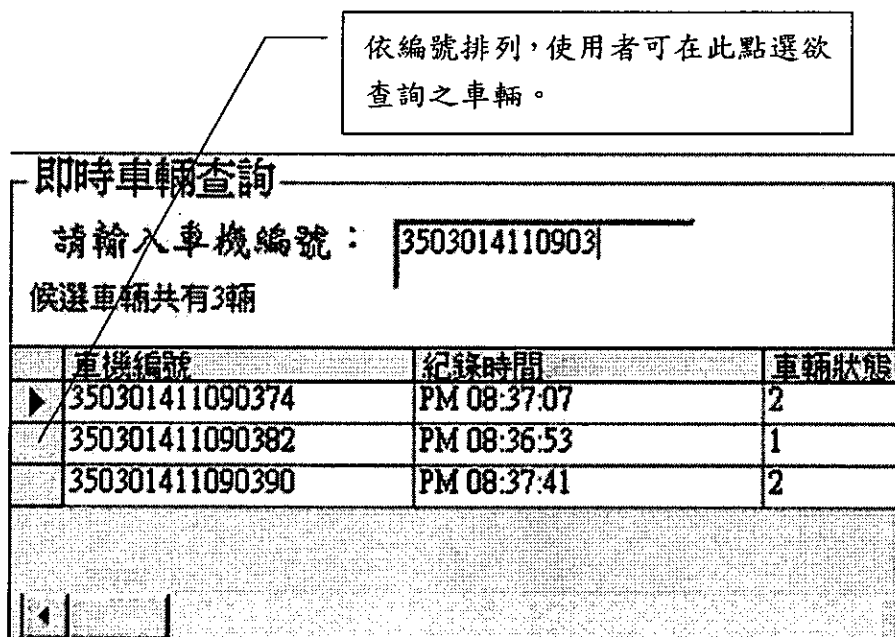 依編號排列，使用者可在此點選欲
查詢之車輛。
即時車輛查詢
請輸入車機編號： 3503014110903
候選車輛共有3輛
車機編號 紀錄時間 車輛狀態
350301411090374 PM 08:37:07 2
350301411090382 PM 08:36:53 1
350301411090390 PM 08:37:41 2